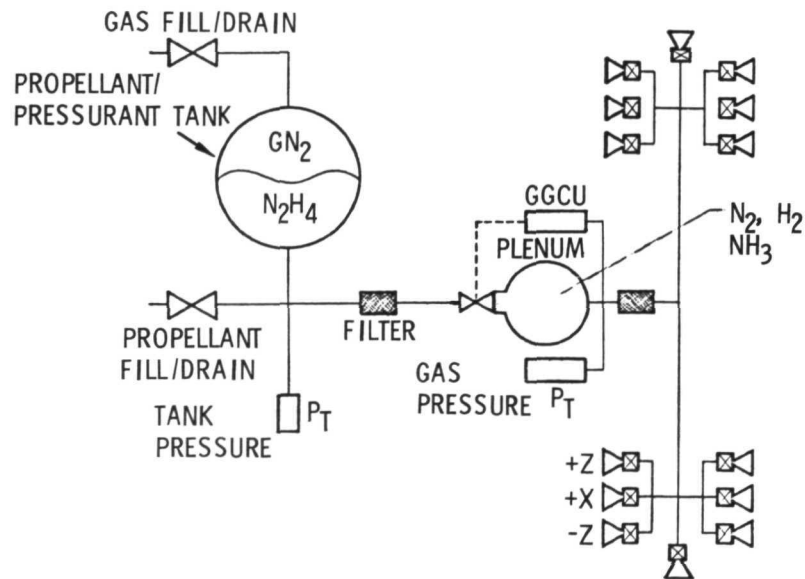 GAS FILL/DRAIN
PROPELLANT/
PRESSURANT TANK
GN2
N2H4
GGCU
PLENUM
N2, H2
NH3
PROPELLANT
FILL/DRAIN
FILTER
GAS
PRESSURE
PT
TANK
PRESSURE
PT
+Z
+X
-Z